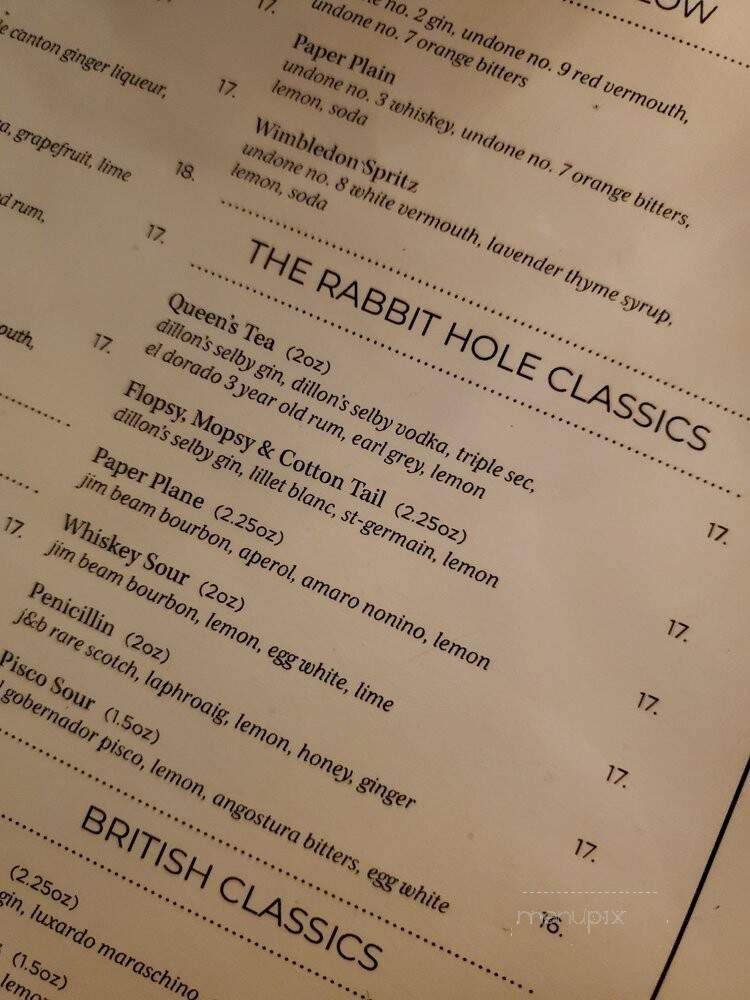 LOW
17.
no. 2 gin, undone no. 9 red vermouth,
undone no. 7 orange bitters
canton ginger liqueur,
17.
Paper Plain
undone no. 3 whiskey, undone no. 7 orange bitters,
lemon, soda
grapefruit, lime
18.
Wimbledon Spritz
undone no. 8 white vermouth, lavender thyme syrup,
lemon, soda
rum,
17.
THE RABBIT HOLE CLASSICS
17.
Queen's Tea (2oz)
dillon's selby gin, dillon's selby vodka, triple sec,
el dorado 3 year old rum, earl grey, lemon
17.
Flopsy, Mopsy & Cotton Tail (2.25oz)
dillon's selby gin, lillet blanc, st-germain, lemon
17.
Paper Plane (2.25oz)
jim beam bourbon, aperol, amaro nonino, lemon
17.
17.
Whiskey Sour (2oz)
jim beam bourbon, lemon, egg white, lime
17.
Penicillin (2oz)
j&b rare scotch, laphroaig, lemon, honey, ginger
17.
Pisco Sour (1.5oz)
gobernador pisco, lemon, angostura bitters, egg white
16.
BRITISH CLASSICS
(2.25oz)
gin, luxardo maraschino
(1.5oz)
menupix